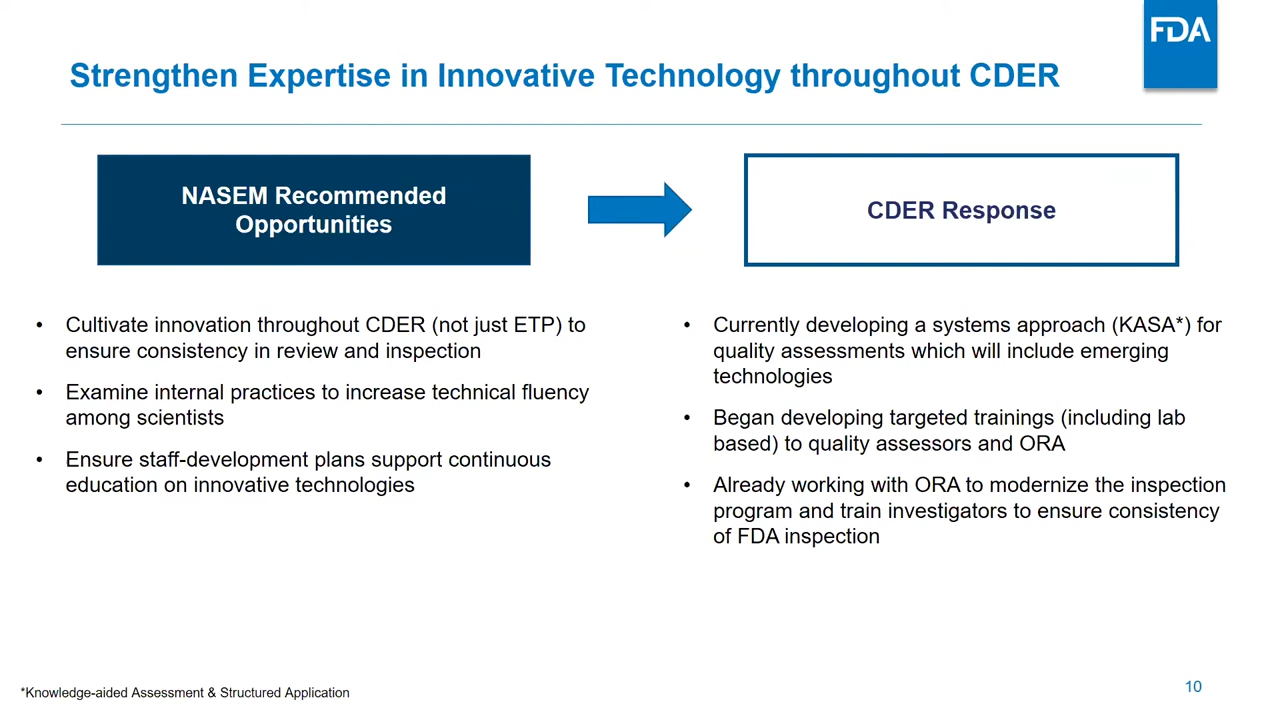 FDA
Strengthen Expertise in Innovative Technology throughout CDER
NASEM Recommended
Opportunities
CDER Response
• Cultivate innovation throughout CDER (not just ETP) to
ensure consistency in review and inspection
• Examine internal practices to increase technical fluency
among scientists
• Ensure staff-development plans support continuous
education on innovative technologies
• Currently developing a systems approach (KASA*) for
quality assessments which will include emerging
technologies
• Began developing targeted trainings (including lab
based) to quality assessors and ORA
• Already working with ORA to modernize the inspection
program and train investigators to ensure consistency
of FDA inspection
*Knowledge-aided Assessment & Structured Application
10